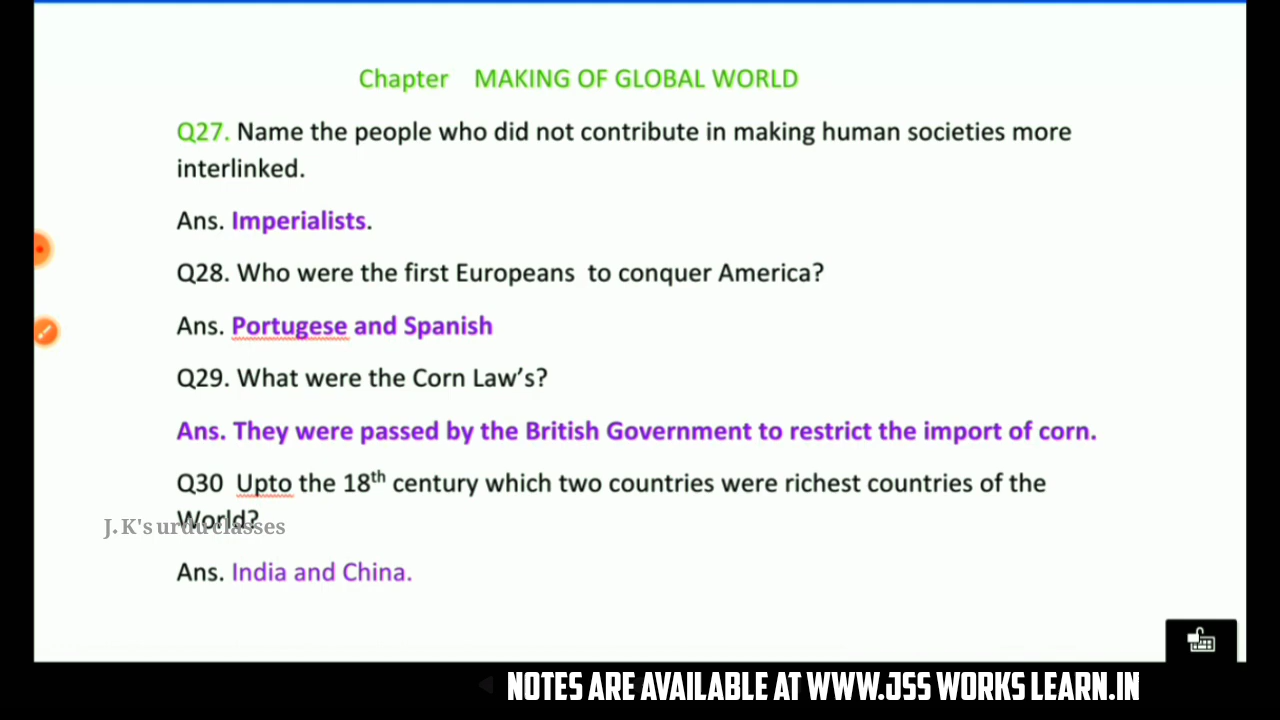 Chapter MAKING OF GLOBAL WORLD
Q27. Name the people who did not contribute in making human societies more
interlinked.
Ans. Imperialists.
Q28. Who were the first Europeans to conquer America?
Ans. Portugese and Spanish
Q29. What were the Corn Law’s?
Ans. They were passed by the British Government to restrict the import of corn.
Q30 Upto the 18th century which two countries were richest countries of the
World?
J.K's urdu classes
Ans. India and China.
NOTES ARE AVAILABLE AT WWW.JSS WORKS LEARN.IN